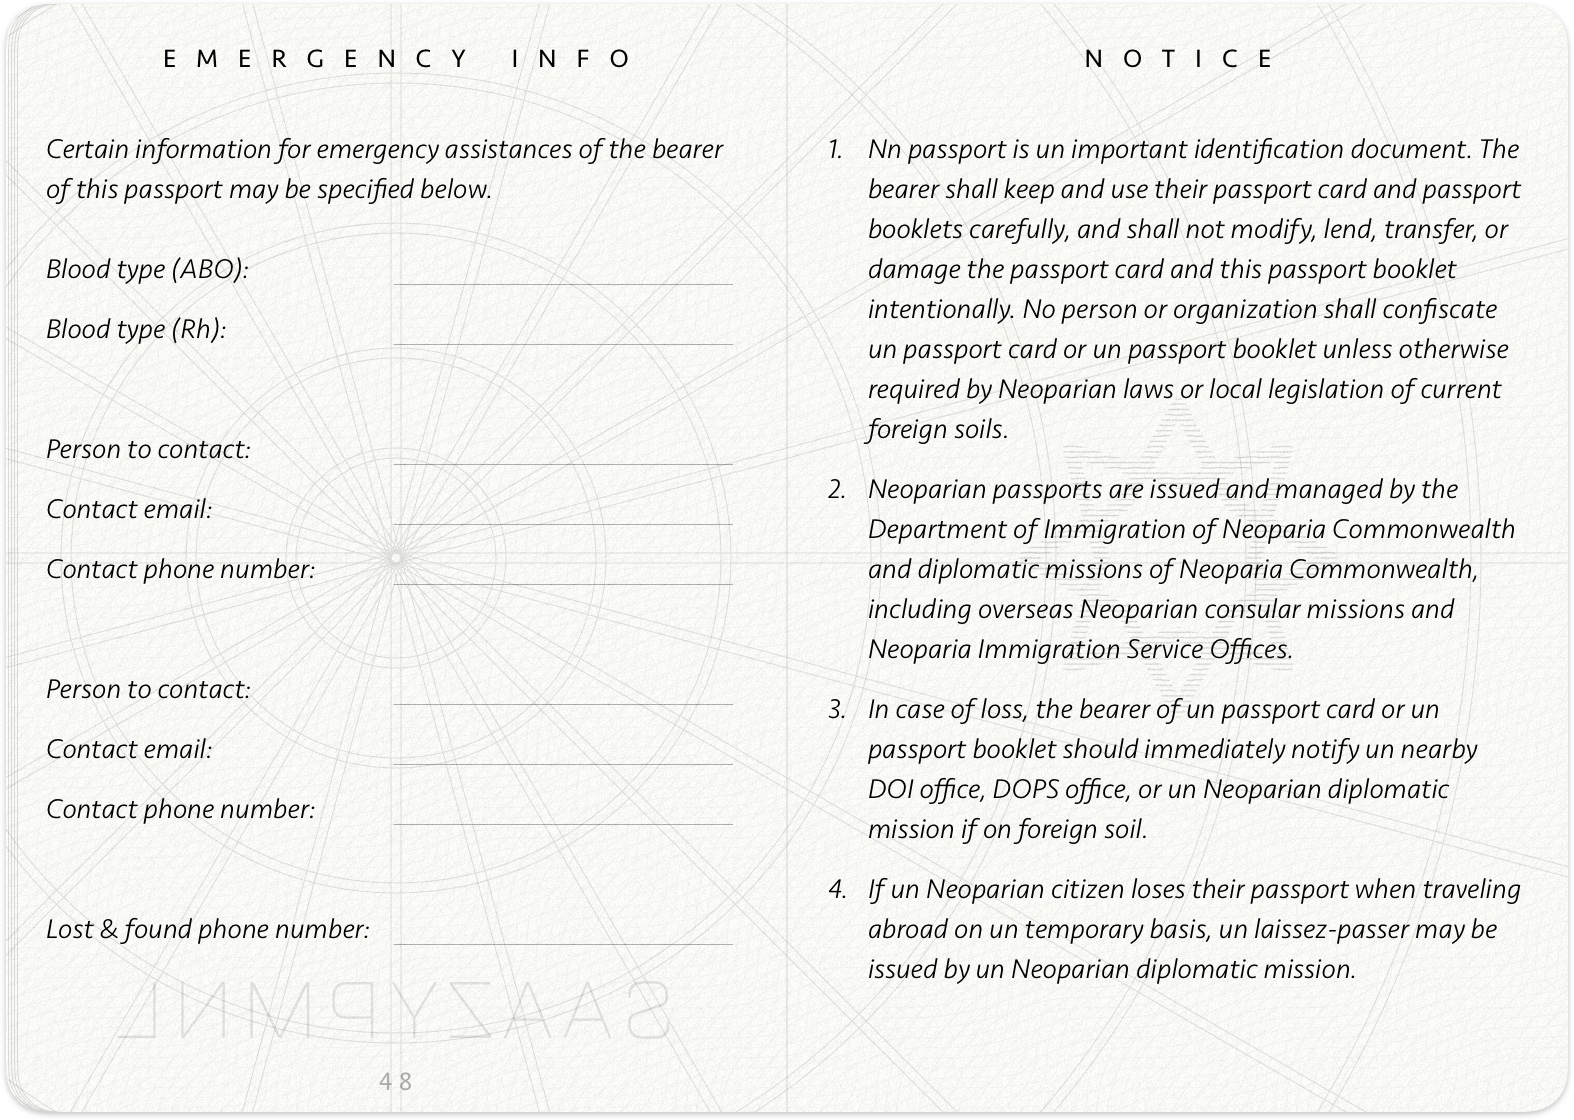 EMERGENCY INFO
Certain information for emergency assistances of the bearer
of this passport may be specified below.
Blood type (ABO):
Blood type (Rh):
Person to contact:
Contact email:
Contact phone number:
Person to contact:
Contact email:
Contact phone number:
Lost & found phone number:
SAAZYPMNL
48
NOTICE
1. Nn passport is un important identification document. The
bearer shall keep and use their passport card and passport
booklets carefully, and shall not modify, lend, transfer, or
damage the passport card and this passport booklet
intentionally. No person or organization shall confiscate
un passport card or un passport booklet unless otherwise
required by Neoparian laws or local legislation of current
foreign soils.
2. Neoparian passports are issued and managed by the
Department of Immigration of Neoparia Commonwealth
and diplomatic missions of Neoparia Commonwealth,
including overseas Neoparian consular missions and
Neoparia Immigration Service Offices.
3. In case of loss, the bearer of un passport card or un
passport booklet should immediately notify un nearby
DOI office, DOPS office, or un Neoparian diplomatic
mission if on foreign soil.
4. If un Neoparian citizen loses their passport when traveling
abroad on un temporary basis, un laissez-passer may be
issued by un Neoparian diplomatic mission.